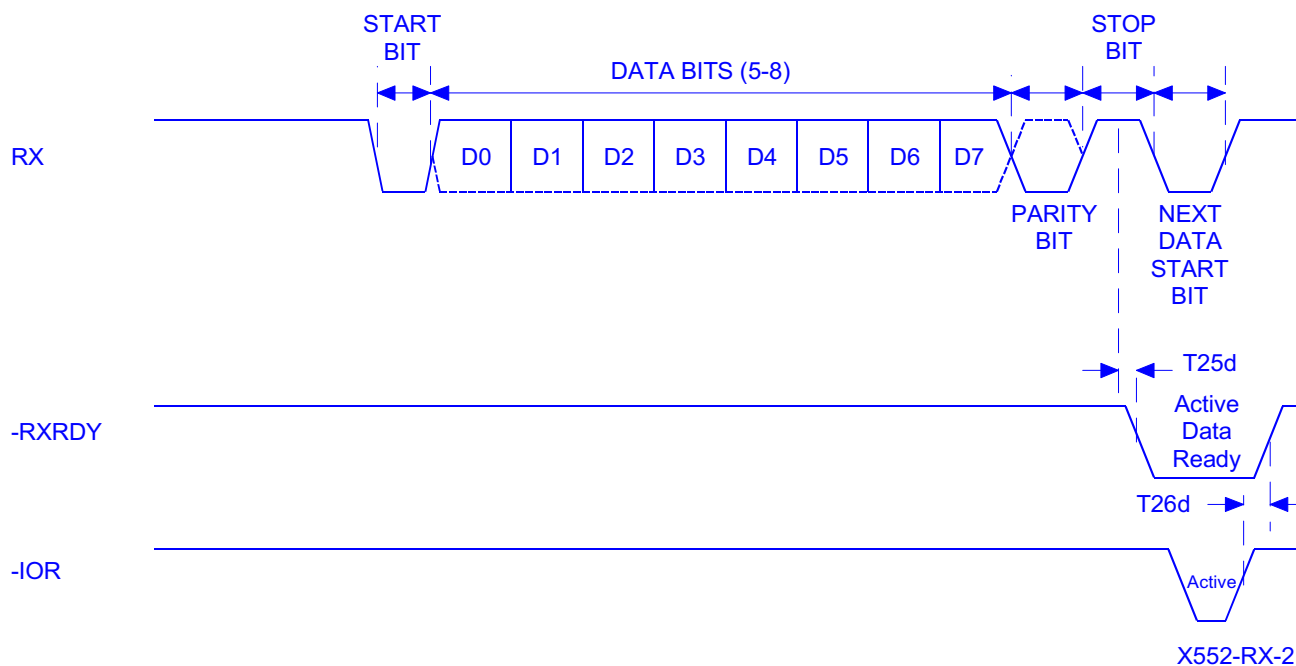 START
BIT
DATA BITS (5-8)
STOP
BIT
RX
D0 D1 D2 D3 D4 D5 D6 D7
PARITY
BIT
NEXT
DATA
START
BIT
T25d
-RXRDY
Active
Data
Ready
T26d
-IOR
Active
X552-RX-2